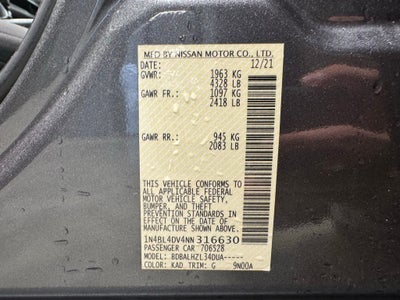 MFD BY NISSAN MOTOR CO., LTD.
DATE: 12/21
GVWR: 1963 KG
4328 LB
GAWR FR.: 1097 KG
2418 LB
GAWR RR: 945 KG
2083 LB
THIS VEHICLE CONFORMS TO ALL
APPLICABLE FEDERAL MOTOR
VEHICLE SAFETY,
BUMPER, AND THEFT PREVENTION
STANDARDS IN EFFECT ON THE
DATE OF MANUFACTURE SHOWN
ABOVE.
1N4BL4DV4NN316630
PASSENGER CAR 706528
MODEL: BDBALHZL34DUA-----
COLOR: KAD TRIM: G 9N00A